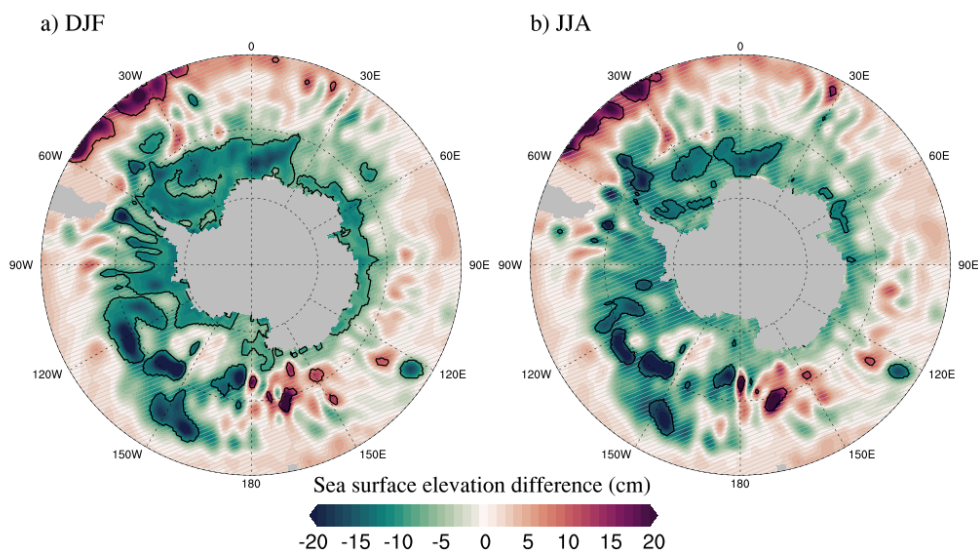 a) DJF
b) JJA
0
30W
30E
60W
60E
90W
90E
120W
120E
150W
150E
180
0
30W
30E
60W
60E
90W
90E
120W
120E
150W
150E
180
Sea surface elevation difference (cm)
-20 -15 -10 -5 0 5 10 15 20